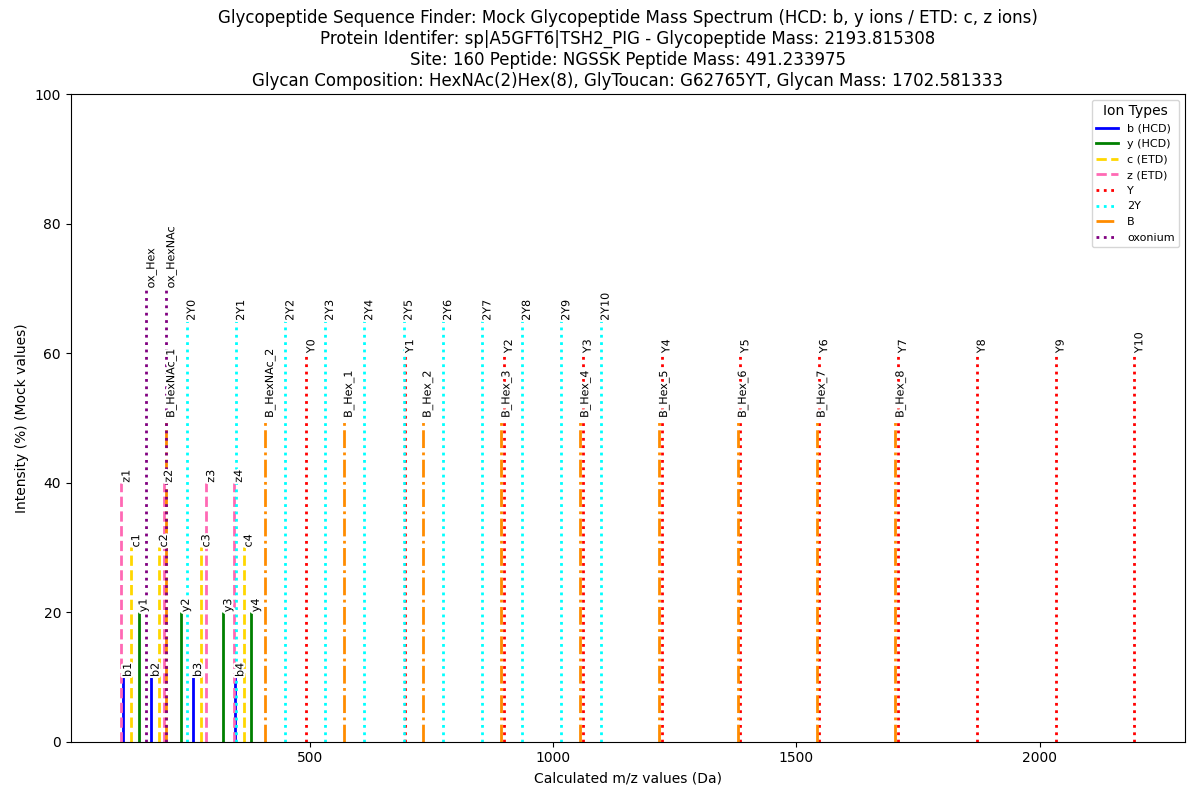 Glycopeptide Sequence Finder: Mock Glycopeptide Mass Spectrum (HCD: b, y ions / ETD: c, z ions)
Protein Identifer: sp|A5GFT6|TSH2_PIG - Glycopeptide Mass: 2193.815308
Site: 160 Peptide: NGSSK Peptide Mass: 491.233975
Glycan Composition: HexNAc(2)Hex(8), GlyToucan: G62765YT, Glycan Mass: 1702.581333
Intensity (%) (Mock values)
100
80
60
40
20
0
Ion Types
b (HCD)
y (HCD)
c (ETD)
z (ETD)
Y
2Y
B
oxonium
ox_Hex
ox_HexNAc
2Y0
2Y1
2Y2
2Y3
2Y4
2Y5
2Y6
2Y7
2Y8
2Y9
2Y10
Y0
Y1
Y2
Y3
Y4
Y5
Y6
Y7
Y8
Y9
Y10
B_HexNAc_1
B_HexNAc_2
B_Hex_1
B_Hex_2
B_Hex_3
B_Hex_4
B_Hex_5
B_Hex_6
B_Hex_7
B_Hex_8
z1
z2
z3
z4
c1
c2
c3
c4
y1
y2
y3
y4
b1
b2
b3
b4
500
1000
1500
2000
Calculated m/z values (Da)